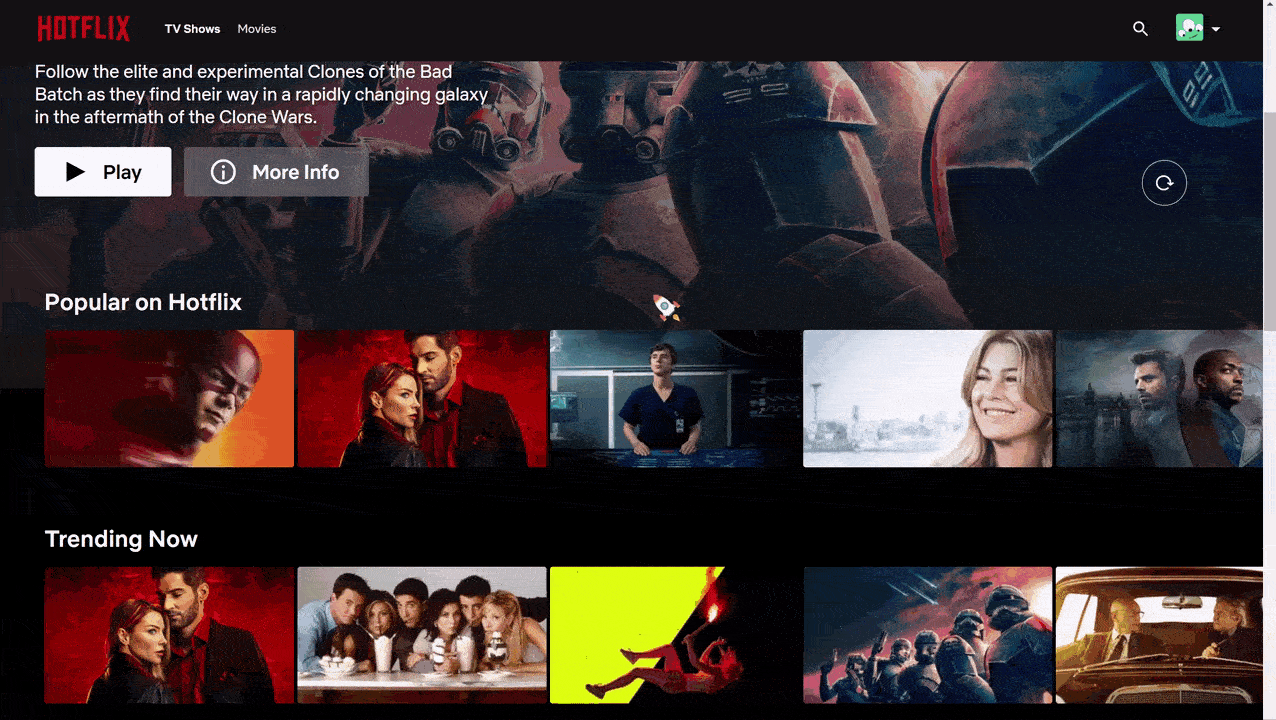 HOTFLIX
TV Shows
Movies
Follow the elite and experimental Clones of the Bad
Batch as they find their way in a rapidly changing galaxy
in the aftermath of the Clone Wars.
Play
More Info
Popular on Hotflix
Trending Now